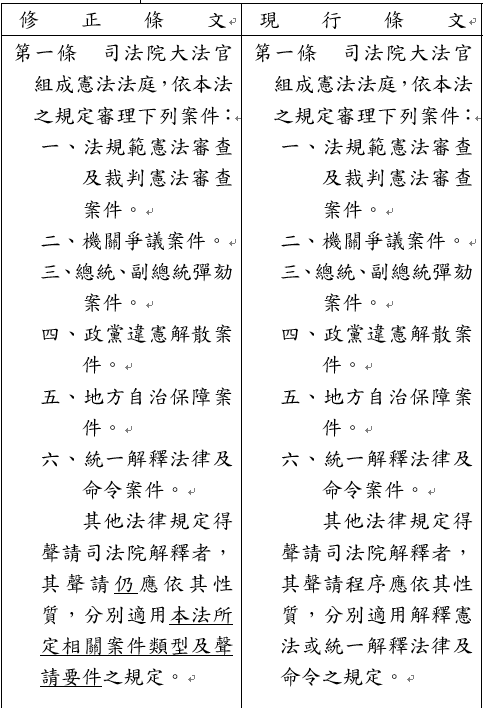 修正條文
第一條　司法院大法官
組成憲法法庭，依本法
之規定審理下列案件：
一、法規範憲法審查
及裁判憲法審查
案件。
二、機關爭議案件。
三、總統、副總統彈劾
案件。
四、政黨違憲解散案
件。
五、地方自治保障案
件。
六、統一解釋法律及
命令案件。
其他法律規定得
聲請司法院解釋者，
其聲請仍應依其性
質，分別適用本法所
定相關案件類型及聲
請要件之規定。
現行條文
第一條　司法院大法官
組成憲法法庭，依本法
之規定審理下列案件：
一、法規範憲法審查
及裁判憲法審查
案件。
二、機關爭議案件。
三、總統、副總統彈劾
案件。
四、政黨違憲解散案
件。
五、地方自治保障案
件。
六、統一解釋法律及
命令案件。
其他法律規定得
聲請司法院解釋者，
其聲請程序應依其性
質，分別適用解釋憲
法或統一解釋法律及
命令之規定。